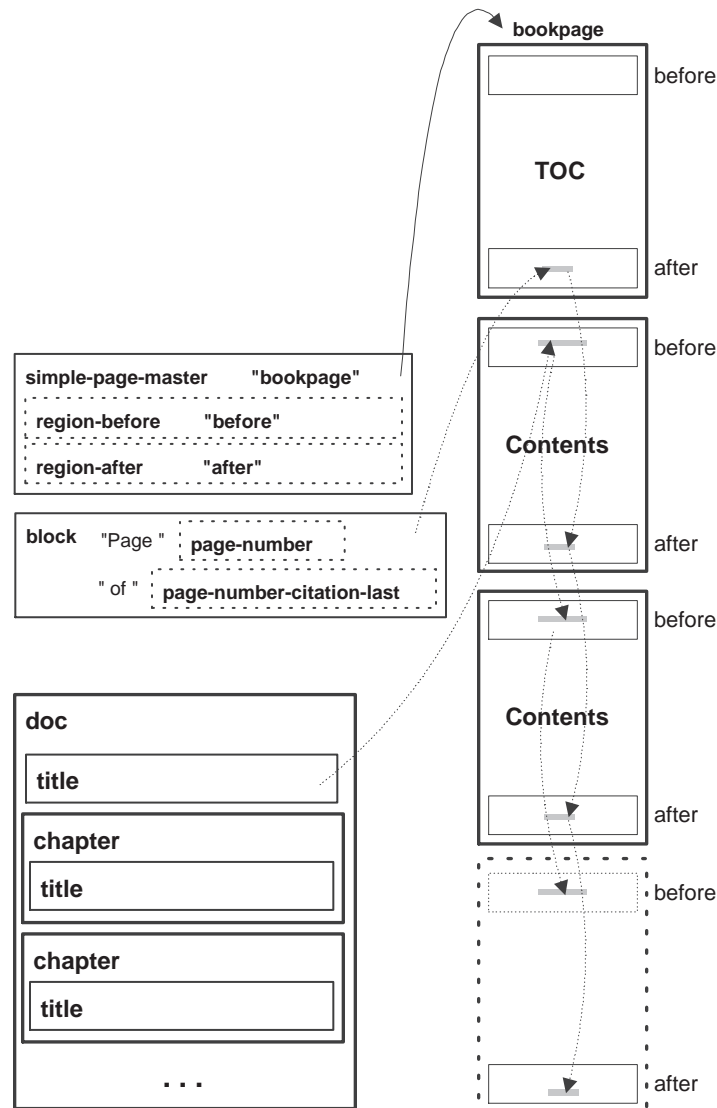 bookpage
before
TOC
after
before
Contents
after
before
Contents
after
before
after
simple-page-master "bookpage"
region-before "before"
region-after "after"
block "Page " page-number
" of " page-number-citation-last
doc
title
chapter
title
chapter
title
. . .